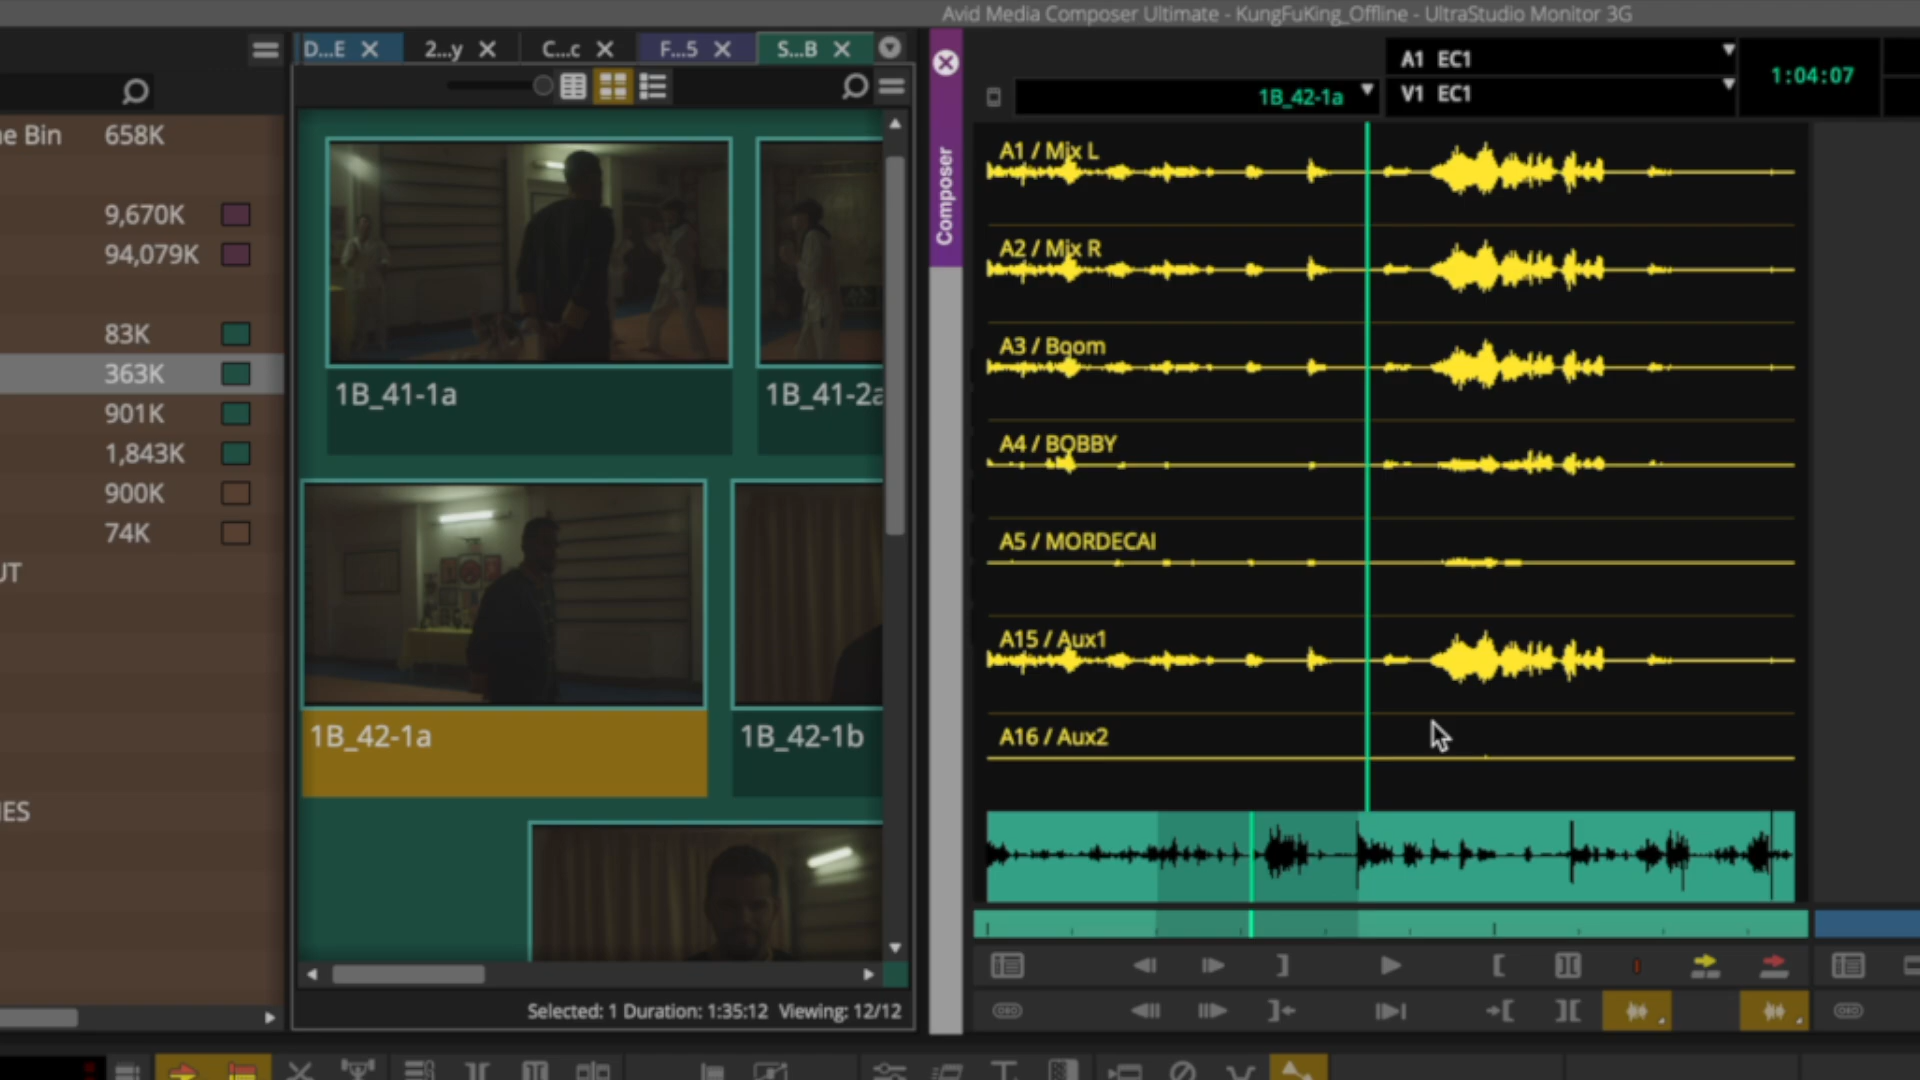 Avid Media Composer Ultimate - KungFuKing_Offline - UltraStudio Monitor 3G
D...E
2...y
C...c
F...5
S...B
A1 EC1
V1 EC1
1B_42-1a
1:04:07
e Bin 658K
9,670K
94,079K
83K
363K
901K
1,843K
900K
74K
UT
ES
1B_41-1a
1B_41-2a
1B_42-1a
1B_42-1b
Selected: 1 Duration: 1:35:12 Viewing: 12/12
Composer
A1 / Mix L
A2 / Mix R
A3 / Boom
A4 / BOBBY
A5 / MORDECAI
A15 / Aux1
A16 / Aux2